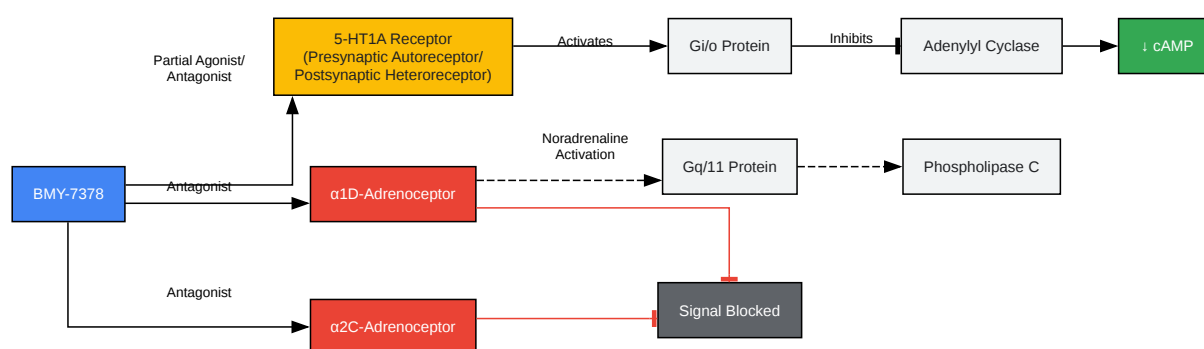 Partial Agonist/
Antagonist
5-HT1A Receptor
(Presynaptic Autoreceptor/
Postsynaptic Heteroreceptor)
Activates
Gi/o Protein
Inhibits
Adenylyl Cyclase
↓ cAMP
Noradrenaline
Activation
BMY-7378
Antagonist
α1D-Adrenoceptor
Gq/11 Protein
Phospholipase C
Antagonist
α2C-Adrenoceptor
Signal Blocked